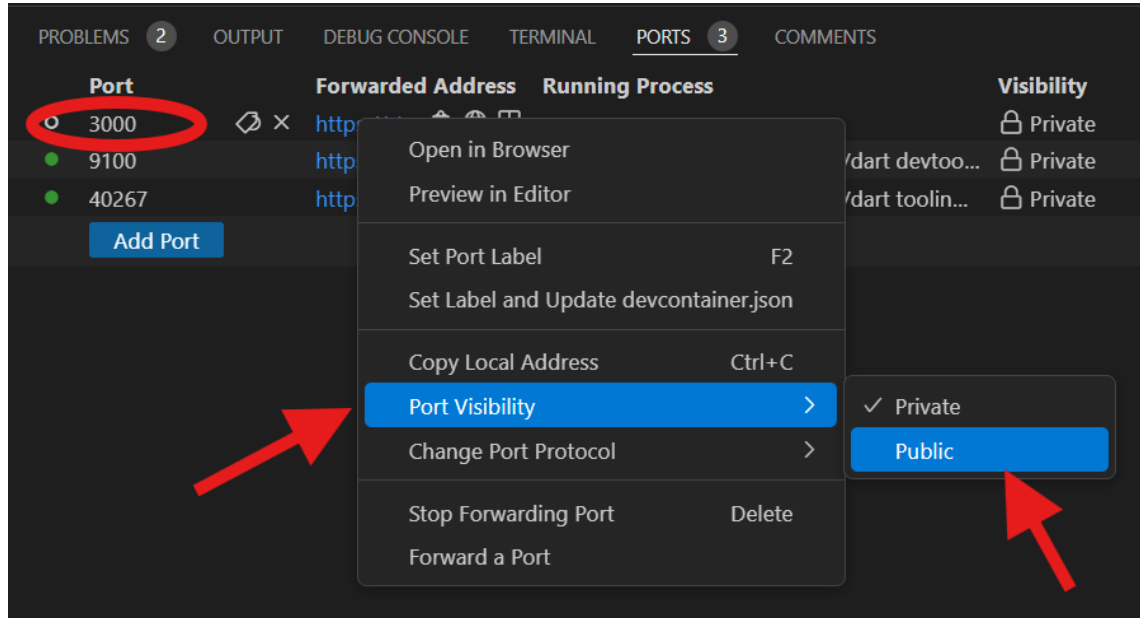 PROBLEMS 2 OUTPUT DEBUG CONSOLE TERMINAL PORTS 3 COMMENTS
Port Forwarded Address Running Process Visibility
3000 Private
9100 http /dart devtoo... Private
40267 http /dart toolin... Private
Add Port
Open in Browser
Preview in Editor
Set Port Label F2
Set Label and Update devcontainer.json
Copy Local Address Ctrl+C
Port Visibility
Change Port Protocol
Stop Forwarding Port Delete
Forward a Port
Private
Public